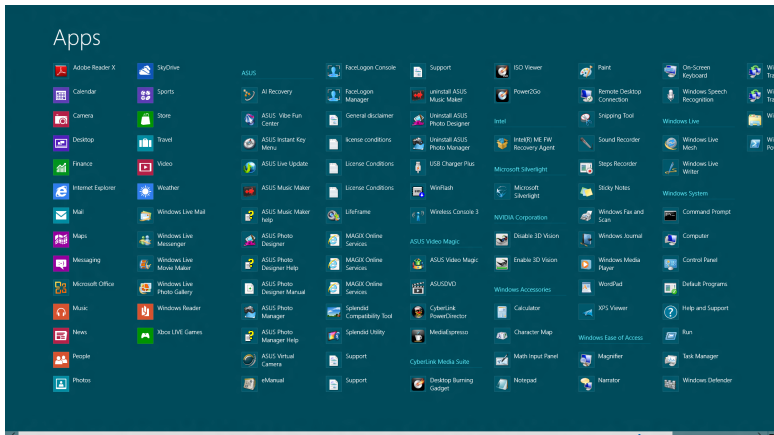 Apps
Adobe Reader X
Calendar
Camera
Desktop
Finance
Internet Explorer
Mail
Maps
Messaging
Microsoft Office
Music
News
People
Photos
SkyDrive
Sports
Store
Travel
Video
Weather
Windows Live Mail
Windows Live
Messenger
Windows Live
Movie Maker
Windows Live
Photo Gallery
Windows Reader
Xbox LIVE Games
ASUS
AI Recovery
ASUS Vibe Fun
Center
ASUS Instant Key
Menu
ASUS Live Update
ASUS Music Maker
ASUS Music Maker
help
ASUS Photo
Designer
ASUS Photo
Designer Help
ASUS Photo
Designer Manual
ASUS Photo
Manager
ASUS Photo
Manager Help
ASUS Virtual
Camera
eManual
FaceLogon Console
FaceLogon
Manager
General disclaimer
license conditions
License Conditions
License Conditions
LifeFrame
MAGIX Online
Services
MAGIX Online
Services
MAGIX Online
Services
Splendid
Compatibility Tool
Splendid Utility
Support
Support
Support
uninstall ASUS
Music Maker
Uninstall ASUS
Photo Designer
Uninstall ASUS
Photo Manager
USB Charger Plus
WinFlash
Wireless Console 3
ASUS Video Magic
ASUS Video Magic
ASUSDVD
CyberLink
PowerDirector
MediaEspresso
CyberLink Media Suite
Desktop Burning
Gadget
ISO Viewer
Power2Go
Intel
Intel(R) ME FW
Recovery Agent
Microsoft Silverlight
Microsoft
Silverlight
NVIDIA Corporation
Disable 3D Vision
Enable 3D Vision
Windows Accessories
Calculator
Character Map
Math Input Panel
Notepad
Paint
Remote Desktop
Connection
Snipping Tool
Sound Recorder
Steps Recorder
Sticky Notes
Windows Fax and
Scan
Windows Journal
Windows Media
Player
WordPad
XPS Viewer
Windows Ease of Access
Magnifier
Narrator
On-Screen
Keyboard
Windows Speech
Recognition
Windows Live
Windows Live
Mesh
Windows Live
Writer
Windows System
Command Prompt
Computer
Control Panel
Default Programs
Help and Support
Run
Task Manager
Windows Defender